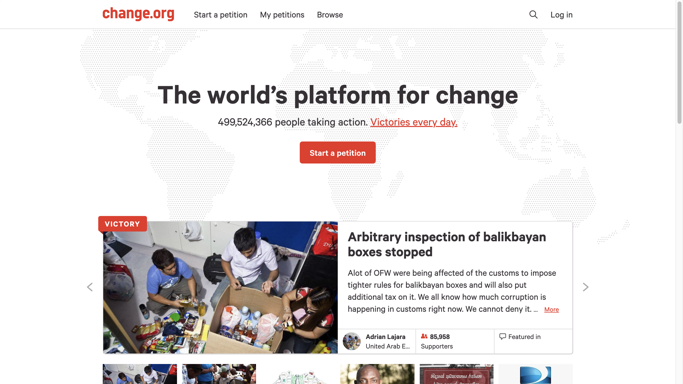 change.org
Start a petition
My petitions
Browse
Log in
The world's platform for change
499,524,366 people taking action. Victories every day.
Start a petition
VICTORY
Arbitrary inspection of balikbayan
boxes stopped
Alot of OFW were being affected of the customs to impose
tighter rules for balikbayan boxes and will also put
additional tax on it. We all know how much corruption is
happening in customs right now. We cannot deny it. ... More
Adrian Lajara
United Arab E...
85,958
Supporters
Featured in